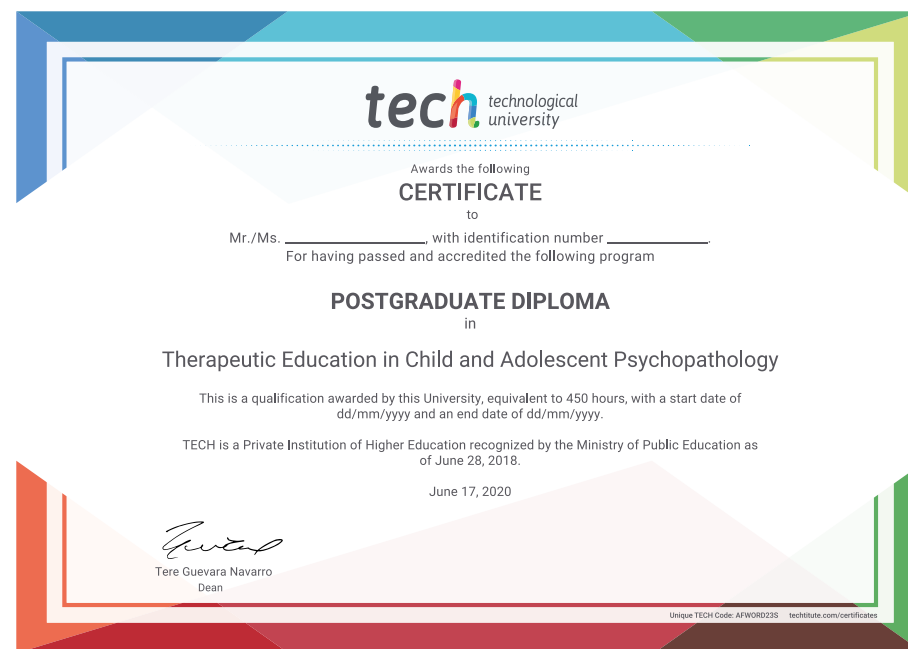 tech technological
university
Awards the following
CERTIFICATE
to
Mr./Ms. ____________________, with identification number ______________.
For having passed and accredited the following program
POSTGRADUATE DIPLOMA
in
Therapeutic Education in Child and Adolescent Psychopathology
This is a qualification awarded by this University, equivalent to 450 hours, with a start date of
dd/mm/yyyy and an end date of dd/mm/yyyy.
TECH is a Private Institution of Higher Education recognized by the Ministry of Public Education as
of June 28, 2018.
June 17, 2020
Tere Guevara Navarro
Dean
Unique TECH Code: AFWORD23S techtitute.com/certificates